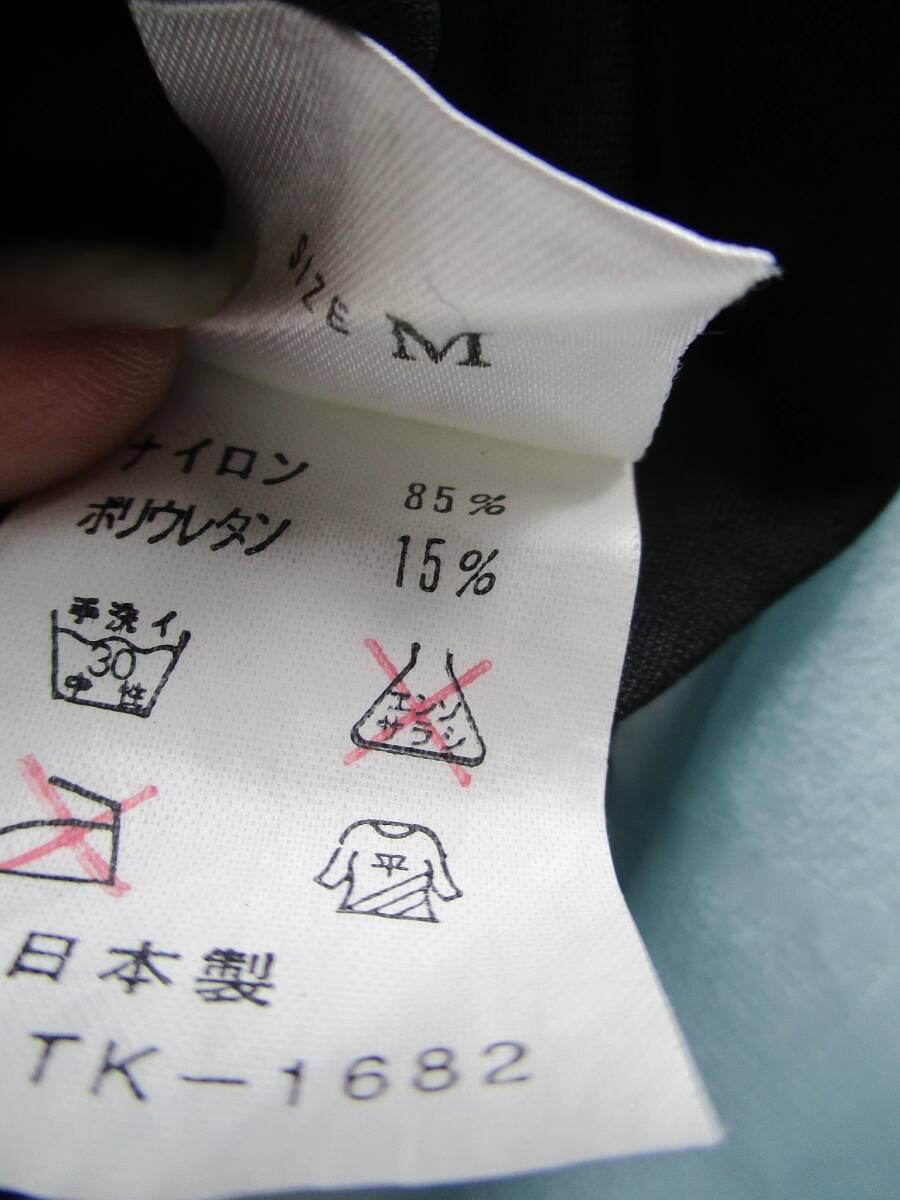 SIZE M
ナイロン 85%
ポリウレタン 15%
手洗イ
30
中性
エンソ
サラシ
平
日本製
TK-1682